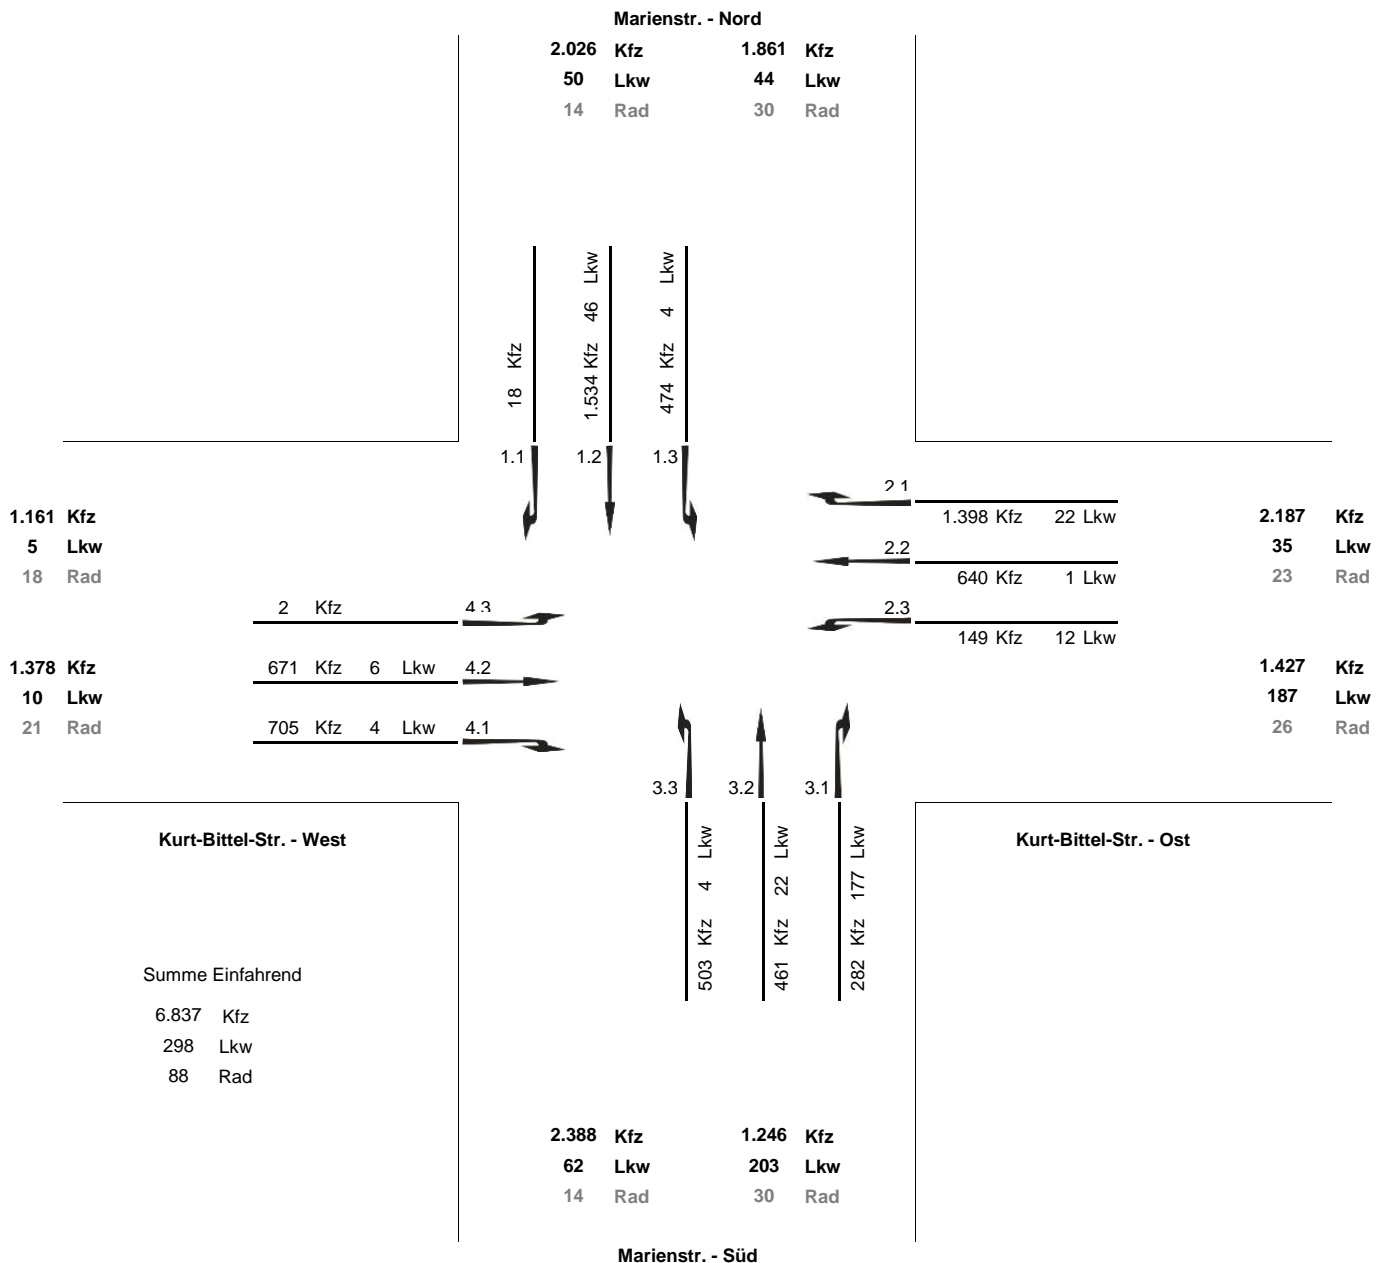 Marienstr. - Nord
2.026 Kfz 1.861 Kfz
50 Lkw 44 Lkw
14 Rad 30 Rad
18 Kfz
1.534 Kfz 46 Lkw
474 Kfz 4 Lkw
1.1 1.2 1.3
2.1
1.398 Kfz 22 Lkw
2.2
640 Kfz 1 Lkw
2.3
149 Kfz 12 Lkw
1.161 Kfz
5 Lkw
18 Rad
2.187 Kfz
35 Lkw
23 Rad
2 Kfz 4.3
671 Kfz 6 Lkw 4.2
705 Kfz 4 Lkw 4.1
1.378 Kfz
10 Lkw
21 Rad
1.427 Kfz
187 Lkw
26 Rad
3.3 3.2 3.1
503 Kfz 4 Lkw
461 Kfz 22 Lkw
282 Kfz 177 Lkw
Kurt-Bittel-Str. - West
Kurt-Bittel-Str. - Ost
Summe Einfahrend
6.837 Kfz
298 Lkw
88 Rad
2.388 Kfz 1.246 Kfz
62 Lkw 203 Lkw
14 Rad 30 Rad
Marienstr. - Süd